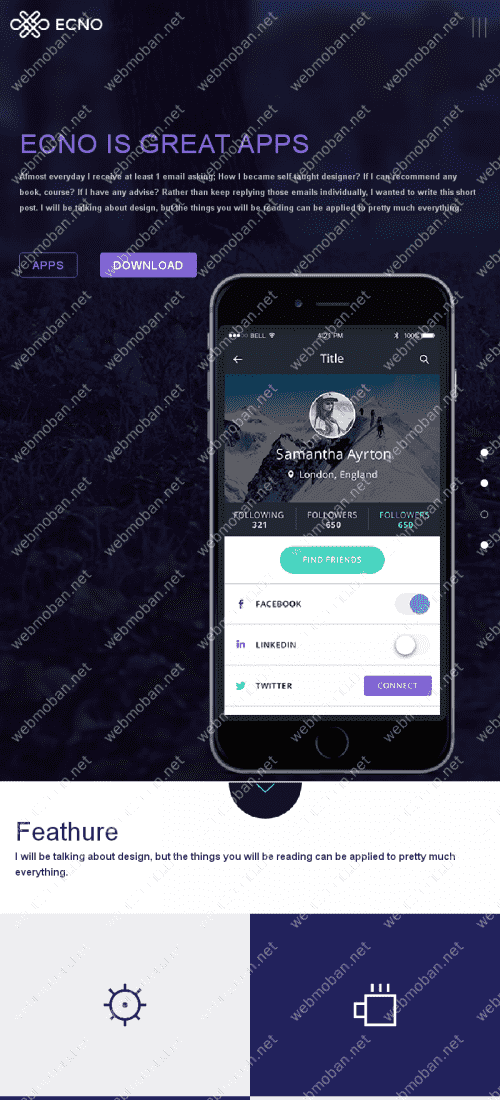 ECNO
ECNO IS GREAT APPS
Almost everyday I receive at least 1 email asking; How I became self taught designer? If I can recommend any
book, course? If I have any advise? Rather than keep replying those emails individually, I wanted to write this short
post. I will be talking about design, but the things you will be reading can be applied to pretty much everything.
APPS
DOWNLOAD
BELL 4:21 PM 100%
Title
Samantha Ayrton
London, England
FOLLOWING FOLLOWERS FOLLOWERS
321 650 650
FIND FRIENDS
FACEBOOK
LINKEDIN
TWITTER CONNECT
Feathure
I will be talking about design, but the things you will be reading can be applied to pretty much
everything.
webmoban.net